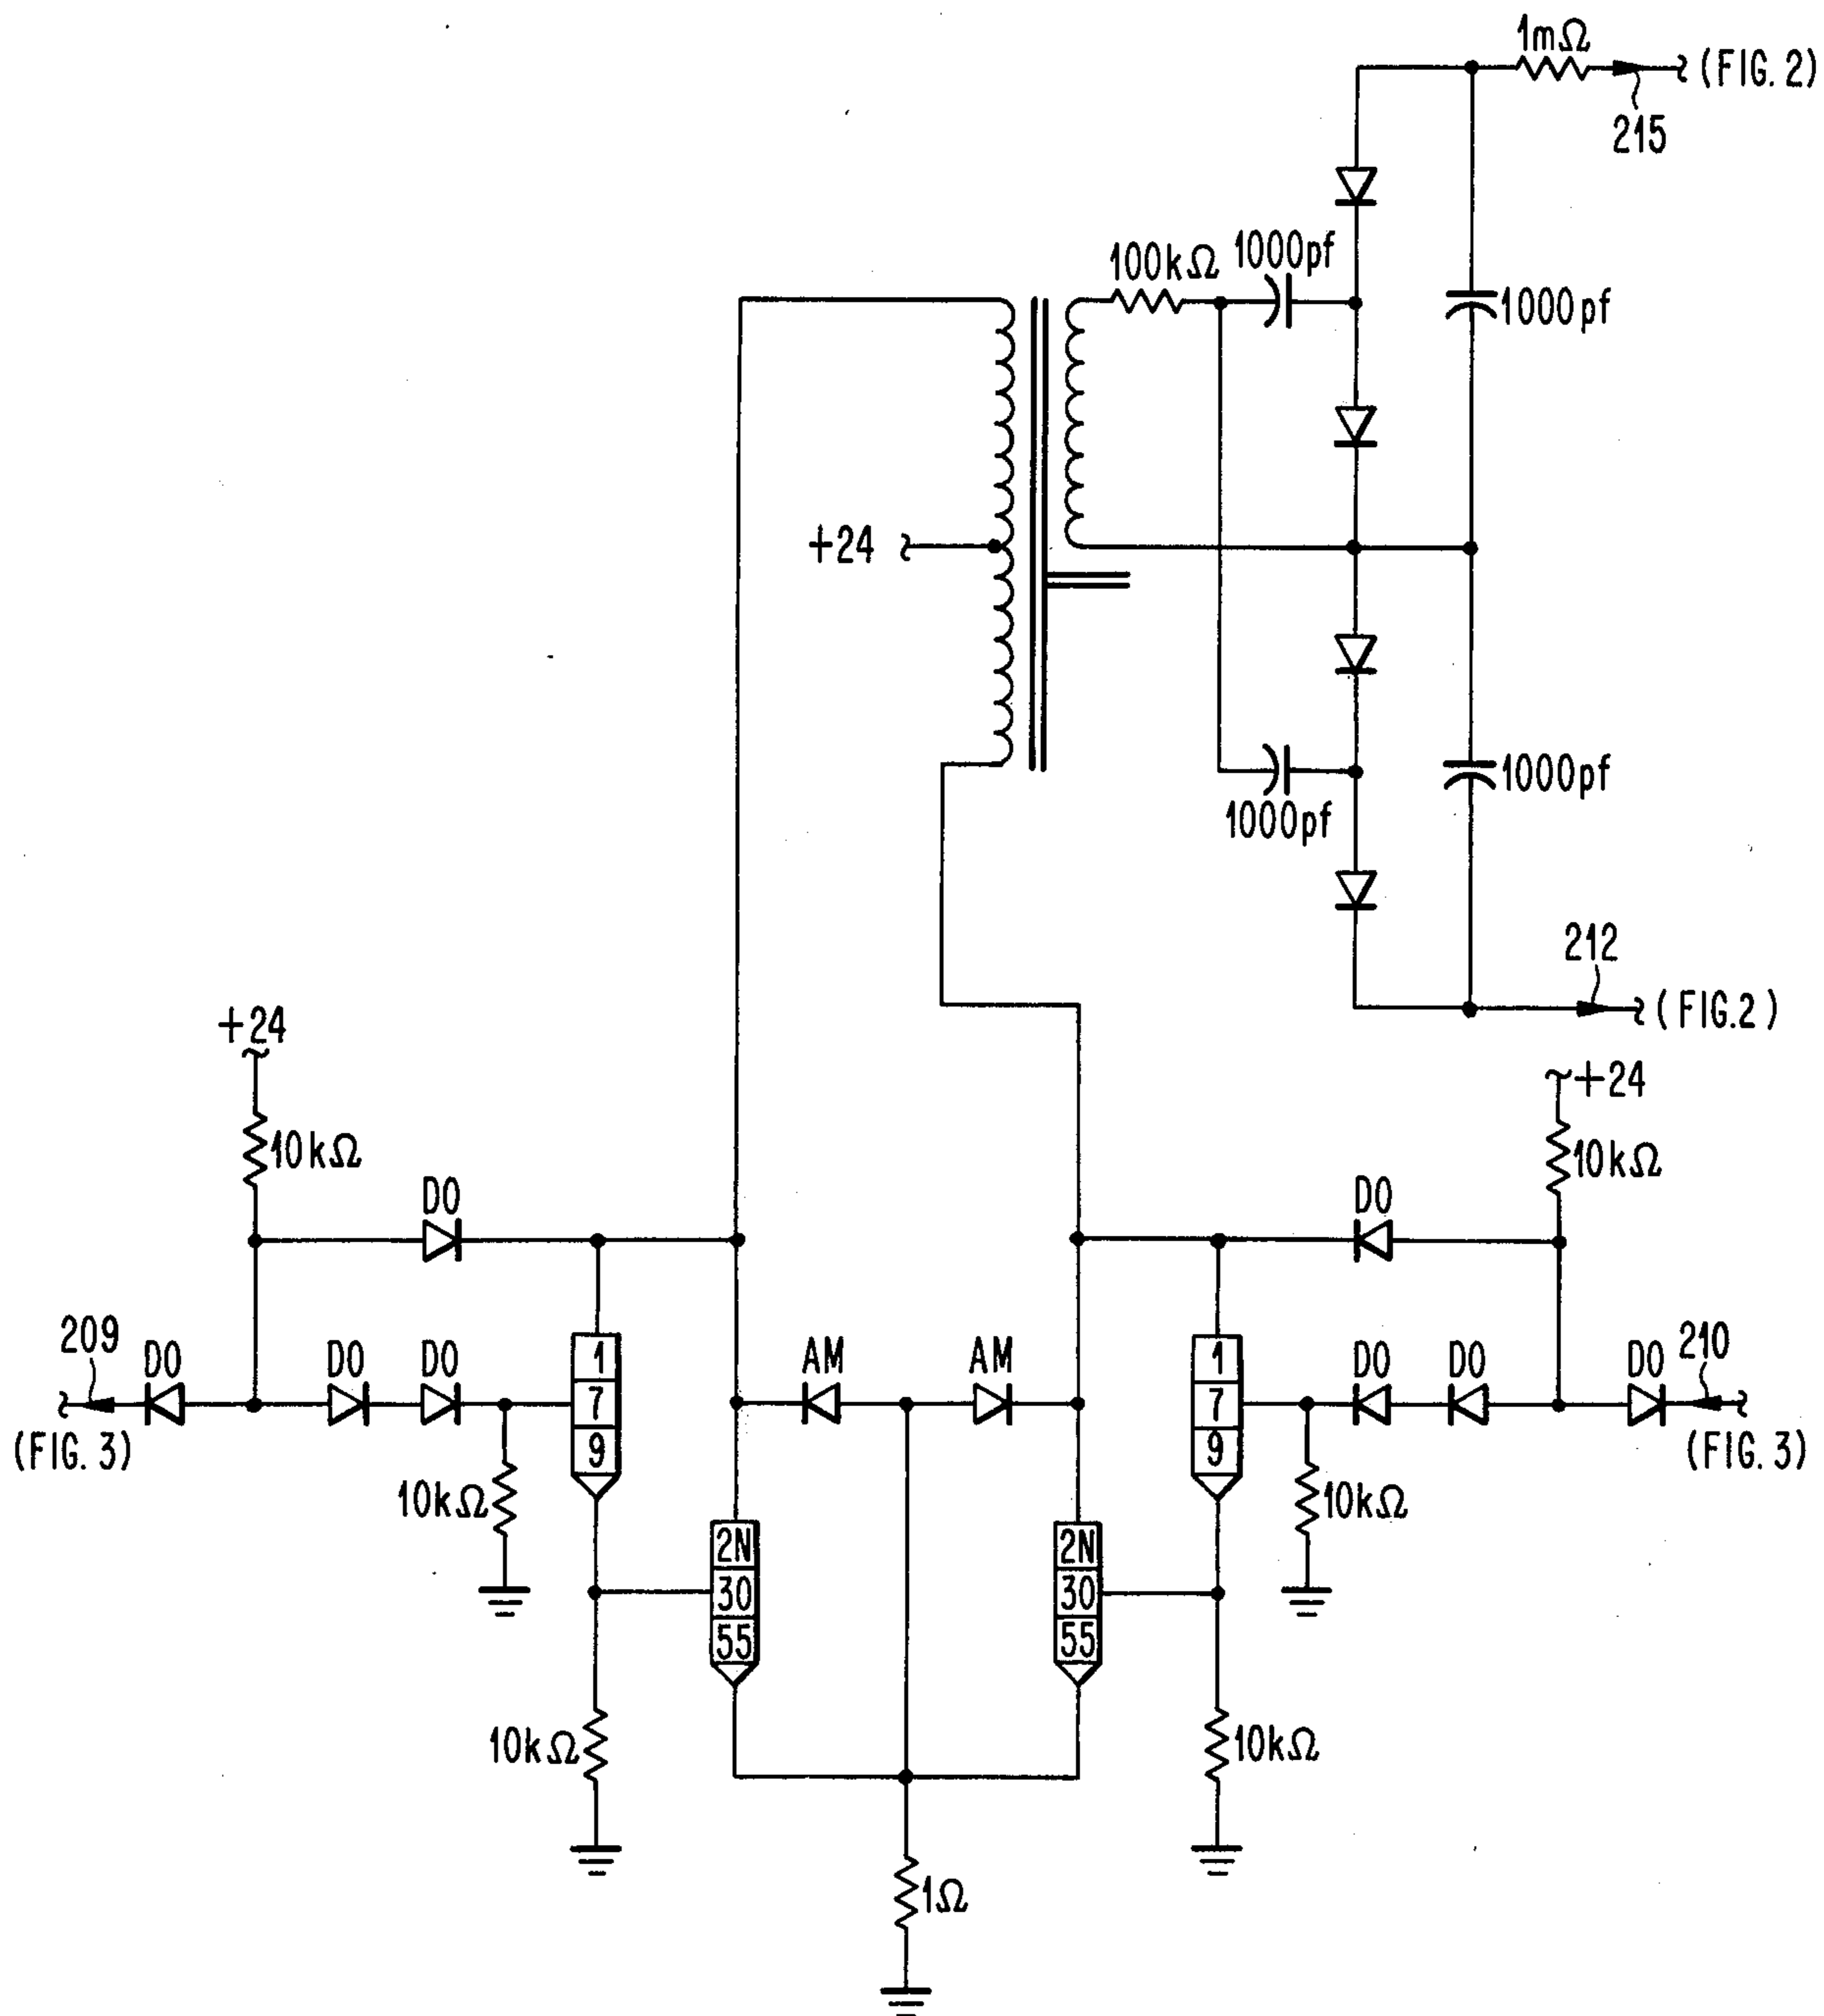 1mΩ
(FIG. 2)
215
100kΩ
1000pf
1000pf
+24
1000pf
1000pf
212
(FIG.2)
+24
+24
10kΩ
10kΩ
DO
DO
209
DO
DO
DO
AM
AM
DO
DO
DO
210
1
7
9
1
7
9
(FIG. 3)
(FIG. 3)
10kΩ
10kΩ
2N
30
55
2N
30
55
10kΩ
10kΩ
1Ω